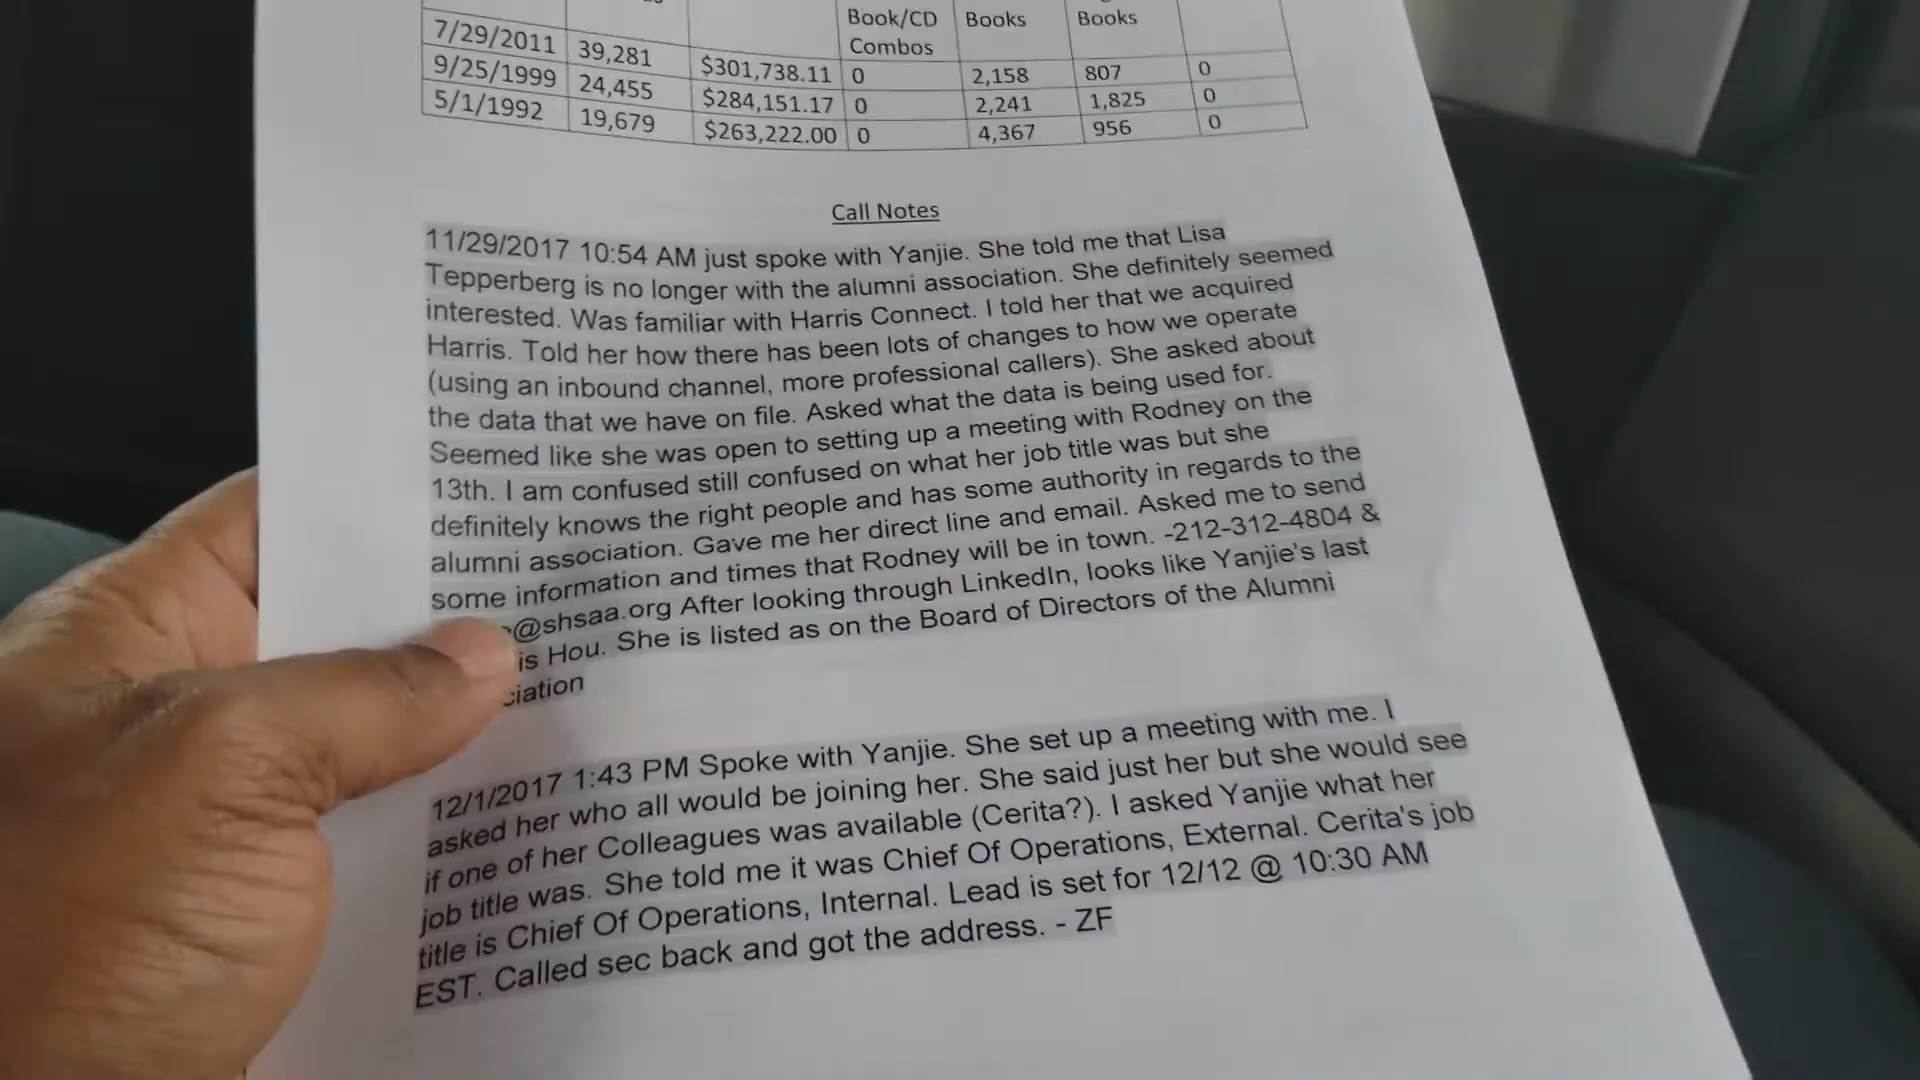 Book/CD Books Books
Combos
7/29/2011 39,281 $301,738.11 0 2,158 807 0
9/25/1999 24,455 $284,151.17 0 2,241 1,825 0
5/1/1992 19,679 $263,222.00 0 4,367 956 0
Call Notes
11/29/2017 10:54 AM just spoke with Yanjie. She told me that Lisa
Tepperberg is no longer with the alumni association. She definitely seemed
interested. Was familiar with Harris Connect. I told her that we acquired
Harris. Told her how there has been lots of changes to how we operate
(using an inbound channel, more professional callers). She asked about
the data that we have on file. Asked what the data is being used for.
Seemed like she was open to setting up a meeting with Rodney on the
13th. I am confused still confused on what her job title was but she
definitely knows the right people and has some authority in regards to the
alumni association. Gave me her direct line and email. Asked me to send
some information and times that Rodney will be in town. -212-312-4804 &
@shsaa.org After looking through LinkedIn, looks like Yanjie's last
is Hou. She is listed as on the Board of Directors of the Alumni
ciation
12/1/2017 1:43 PM Spoke with Yanjie. She set up a meeting with me. I
asked her who all would be joining her. She said just her but she would see
if one of her Colleagues was available (Cerita?). I asked Yanjie what her
job title was. She told me it was Chief Of Operations, External. Cerita's job
title is Chief Of Operations, Internal. Lead is set for 12/12 @ 10:30 AM
EST. Called sec back and got the address. - ZF